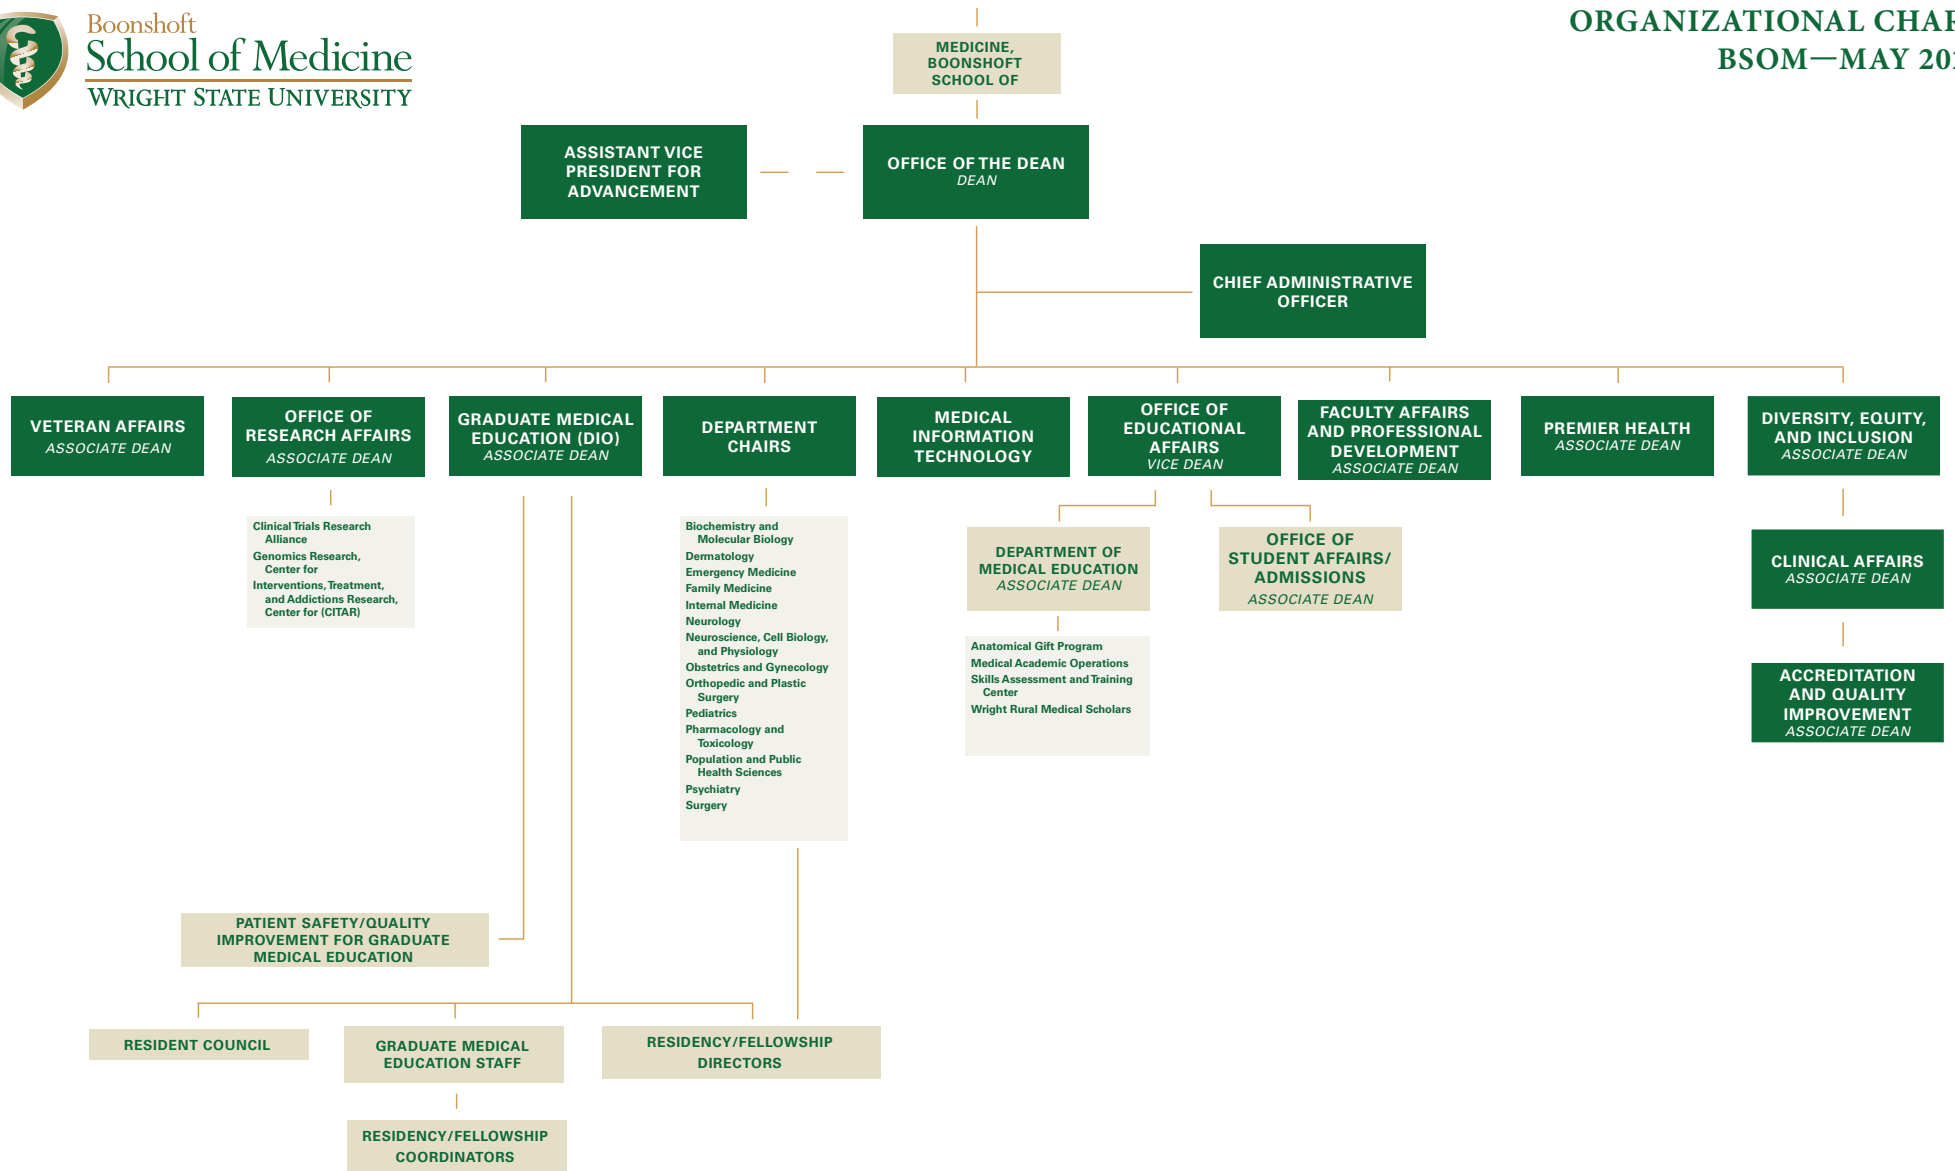 Boonshoft
School of Medicine
WRIGHT STATE UNIVERSITY
ORGANIZATIONAL
BSOM—MAY
MEDICINE,
BOONSHOFT
SCHOOL OF
ASSISTANT VICE
PRESIDENT FOR
ADVANCEMENT
OFFICE OF THE DEAN
DEAN
CHIEF ADMINISTRATIVE
OFFICER
VETERAN AFFAIRS
ASSOCIATE DEAN
OFFICE OF
RESEARCH AFFAIRS
ASSOCIATE DEAN
GRADUATE MEDICAL
EDUCATION (DIO)
ASSOCIATE DEAN
DEPARTMENT
CHAIRS
MEDICAL
INFORMATION
TECHNOLOGY
OFFICE OF
EDUCATIONAL
AFFAIRS
VICE DEAN
FACULTY AFFAIRS
AND PROFESSIONAL
DEVELOPMENT
ASSOCIATE DEAN
PREMIER HEALTH
ASSOCIATE DEAN
DIVERSITY, EQUITY,
AND INCLUSION
ASSOCIATE DEAN
Clinical Trials Research
Alliance
Genomics Research,
Center for
Interventions, Treatment,
and Addictions Research,
Center for (CITAR)
Biochemistry and
Molecular Biology
Dermatology
Emergency Medicine
Family Medicine
Internal Medicine
Neurology
Neuroscience, Cell Biology,
and Physiology
Obstetrics and Gynecology
Orthopedic and Plastic
Surgery
Pediatrics
Pharmacology and
Toxicology
Population and Public
Health Sciences
Psychiatry
Surgery
DEPARTMENT OF
MEDICAL EDUCATION
ASSOCIATE DEAN
OFFICE OF
STUDENT AFFAIRS/
ADMISSIONS
ASSOCIATE DEAN
Anatomical Gift Program
Medical Academic Operations
Skills Assessment and Training
Center
Wright Rural Medical Scholars
CLINICAL AFFAIRS
ASSOCIATE DEAN
ACCREDITATION
AND QUALITY
IMPROVEMENT
ASSOCIATE DEAN
PATIENT SAFETY/QUALITY
IMPROVEMENT FOR GRADUATE
MEDICAL EDUCATION
RESIDENT COUNCIL
GRADUATE MEDICAL
EDUCATION STAFF
RESIDENCY/FELLOWSHIP
DIRECTORS
RESIDENCY/FELLOWSHIP
COORDINATORS